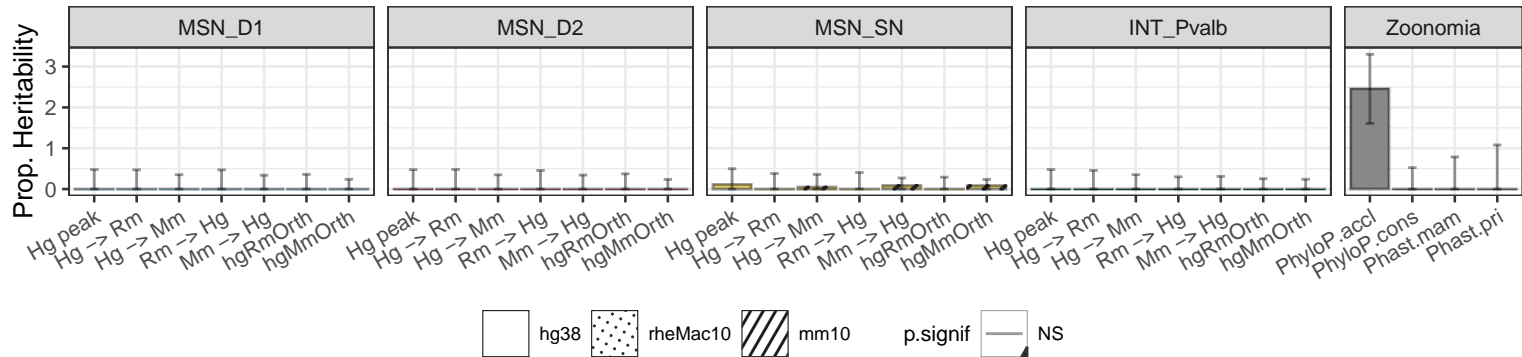 MSN_D1 MSN_D2 MSN_SN INT_Pvalb Zoonomia
Prop. Heritability
3
2
1
0
Hg peak Hg −> Rm Hg −> Mm Rm −> Hg Mm −> Hg hgRmOrth hgMmOrth Hg peak Hg −> Rm Hg −> Mm Rm −> Hg Mm −> Hg hgRmOrth hgMmOrth Hg peak Hg −> Rm Hg −> Mm Rm −> Hg Mm −> Hg hgRmOrth hgMmOrth Hg peak Hg −> Rm Hg −> Mm Rm −> Hg Mm −> Hg hgRmOrth hgMmOrth PhyloP.accl PhyloP.cons Phast.mam Phast.pri
hg38 rheMac10 mm10 p.signif NS